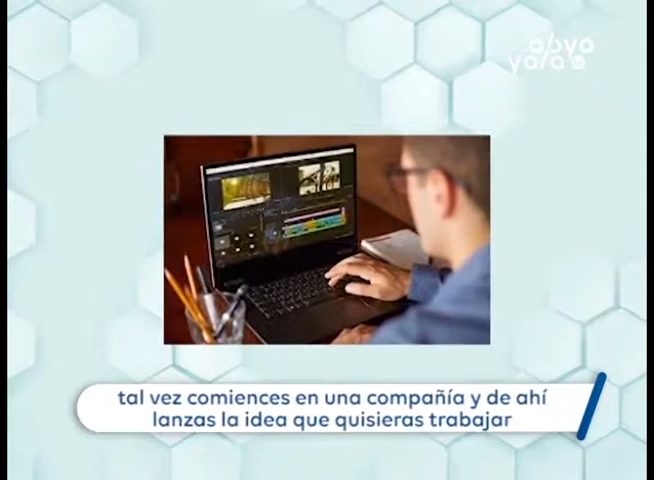 abya
yala
tal vez comiences en una compañía y de ahí
lanzas la idea que quisieras trabajar